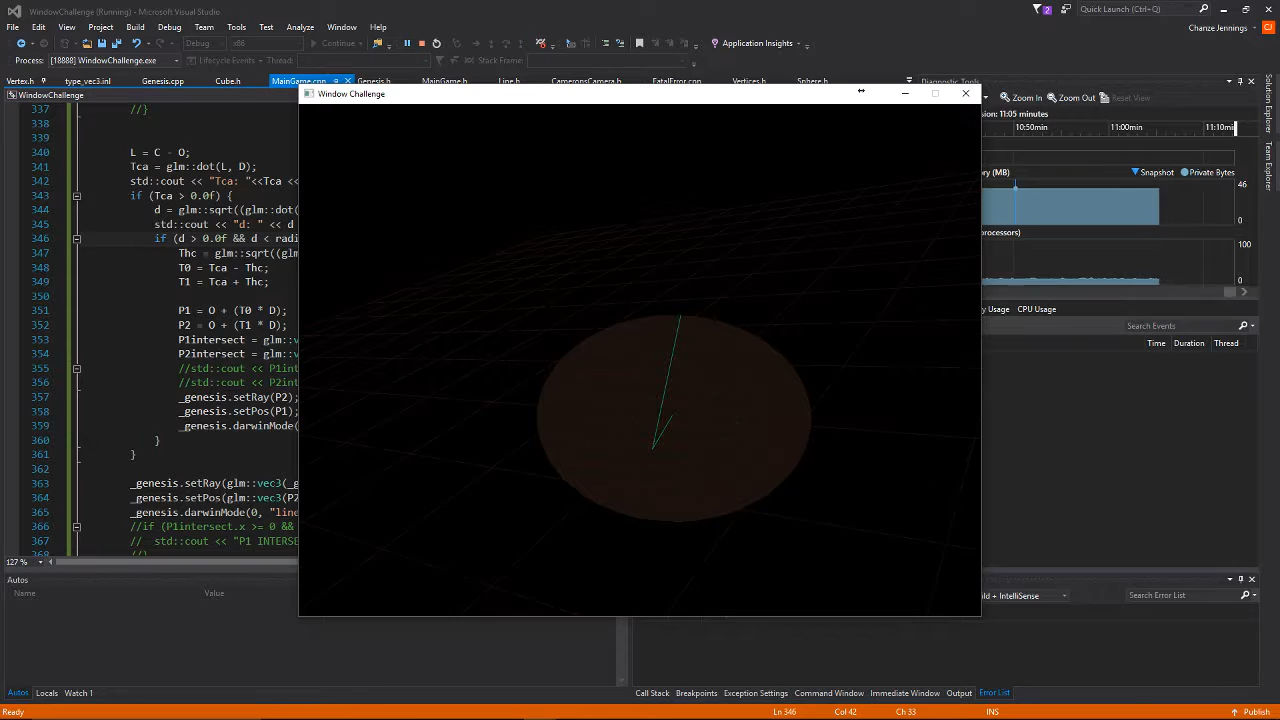 WindowChallenge (Running) - Microsoft Visual Studio
2
Quick Launch (Ctrl+Q)
File Edit View Project Build Debug Team Tools Test Analyze Window Help
Chanze Jennings CJ
Debug x86 Continue Application Insights
Process: [18888] WindowChallenge.exe Lifecycle Events Thread: Stack Frame:
Vertex.h type_vec3.inl Genesis.cpp Cube.h MainGame.cpp Genesis.h MainGame.h Line.h CameronsCamera.h FatalError.cpp Vertices.h Sphere.h Diagnostic Tools
WindowChallenge
Window Challenge
Zoom In Zoom Out Reset View
sion: 11:05 minutes
10:50min 11:00min 11:10min
(MB) Snapshot Private Bytes
46
0
rocessors)
100
0
y Usage CPU Usage
Search Events
Time Duration Thread
337 //}
338
339
340 L = C - O;
341 Tca = glm::dot(L, D);
342 std::cout << "Tca: "<<Tca <<
343 if (Tca > 0.0f) {
344 d = glm::sqrt((glm::dot(
345 std::cout << "d: " << d
346 if (d > 0.0f && d < radi
347 Thc = glm::sqrt((gl
348 T0 = Tca - Thc;
349 T1 = Tca + Thc;
350
351 P1 = O + (T0 * D);
352 P2 = O + (T1 * D);
353 P1intersect = glm::v
354 P2intersect = glm::v
355 //std::cout << P1int
356 //std::cout << P2int
357 _genesis.setRay(P2);
358 _genesis.setPos(P1);
359 _genesis.darwinMode(
360 }
361 }
362
363 _genesis.setRay(glm::vec3(_
364 _genesis.setPos(glm::vec3(P2
365 _genesis.darwinMode(0, "line
366 //if (P1intersect.x >= 0 &&
367 // std::cout << "P1 INTERSE
368 //}
127 %
Autos
Name Value
ld + IntelliSense Search Error List
Autos Locals Watch 1
Call Stack Breakpoints Exception Settings Command Window Immediate Window Output Error List
Solution Explorer
Team Explorer
Ready Ln 346 Col 42 Ch 33 INS Publish